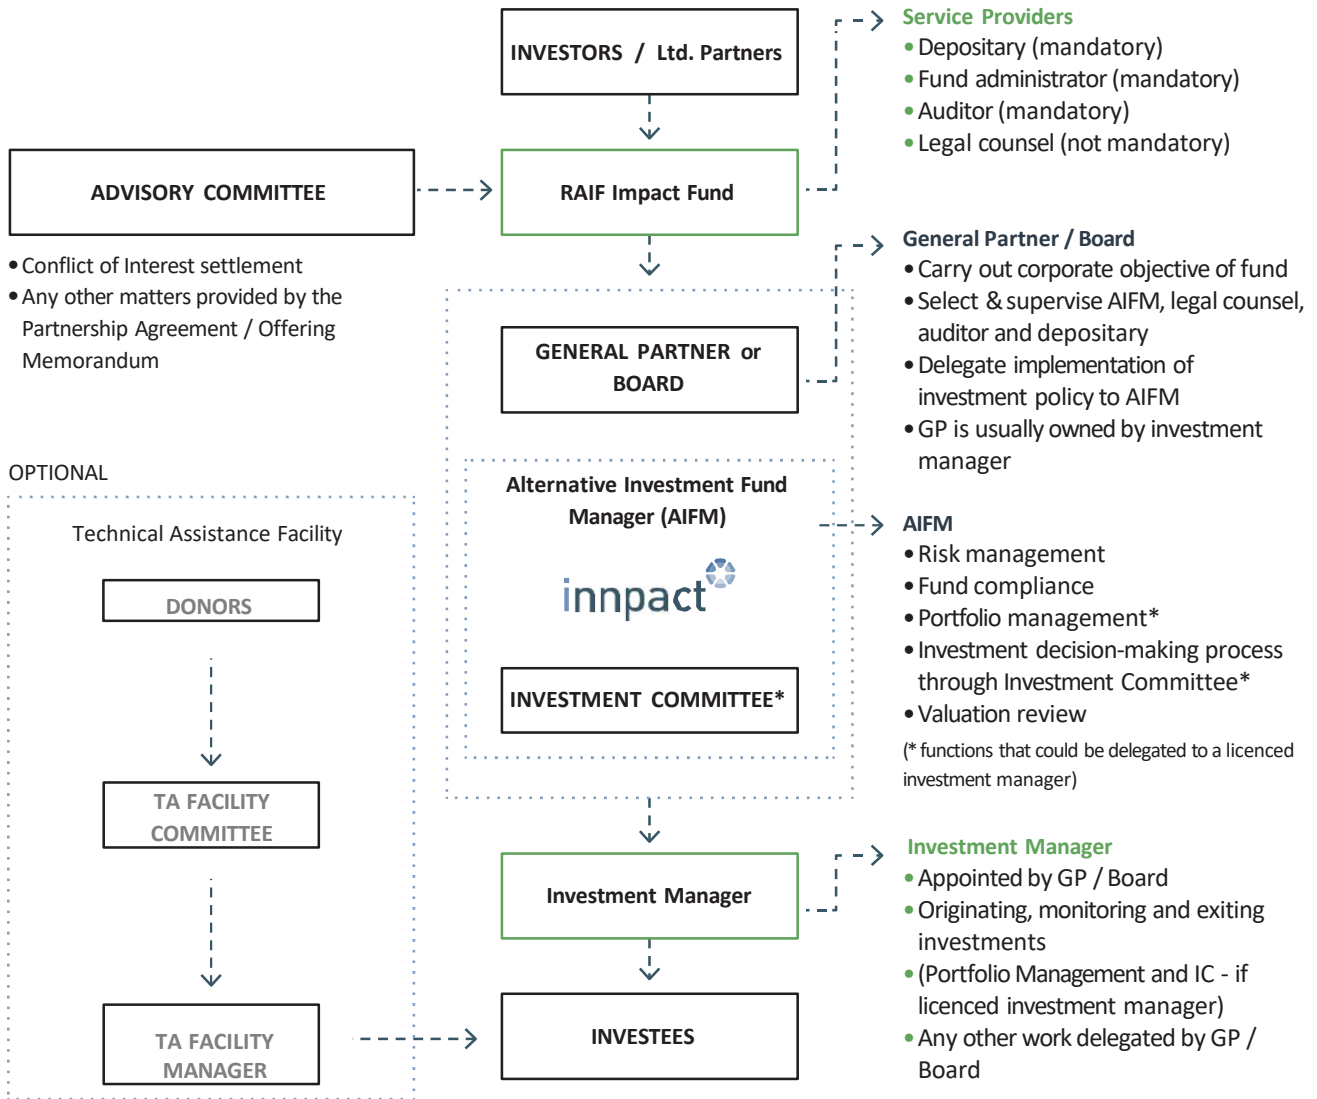 INVESTORS / Ltd. Partners
Service Providers
• Depositary (mandatory)
• Fund administrator (mandatory)
• Auditor (mandatory)
• Legal counsel (not mandatory)
ADVISORY COMMITTEE
RAIF Impact Fund
• Conflict of Interest settlement
• Any other matters provided by the
Partnership Agreement / Offering
Memorandum
GENERAL PARTNER or
BOARD
General Partner / Board
• Carry out corporate objective of fund
• Select & supervise AIFM, legal counsel,
auditor and depositary
• Delegate implementation of
investment policy to AIFM
• GP is usually owned by investment
manager
OPTIONAL
Technical Assistance Facility
DONORS
TA FACILITY
COMMITTEE
TA FACILITY
MANAGER
Alternative Investment Fund
Manager (AIFM)
innpact
INVESTMENT COMMITTEE*
AIFM
• Risk management
• Fund compliance
• Portfolio management*
• Investment decision-making process
through Investment Committee*
• Valuation review
(* functions that could be delegated to a licenced
investment manager)
Investment Manager
INVESTEES
Investment Manager
• Appointed by GP / Board
• Originating, monitoring and exiting
investments
• (Portfolio Management and IC - if
licenced investment manager)
• Any other work delegated by GP /
Board